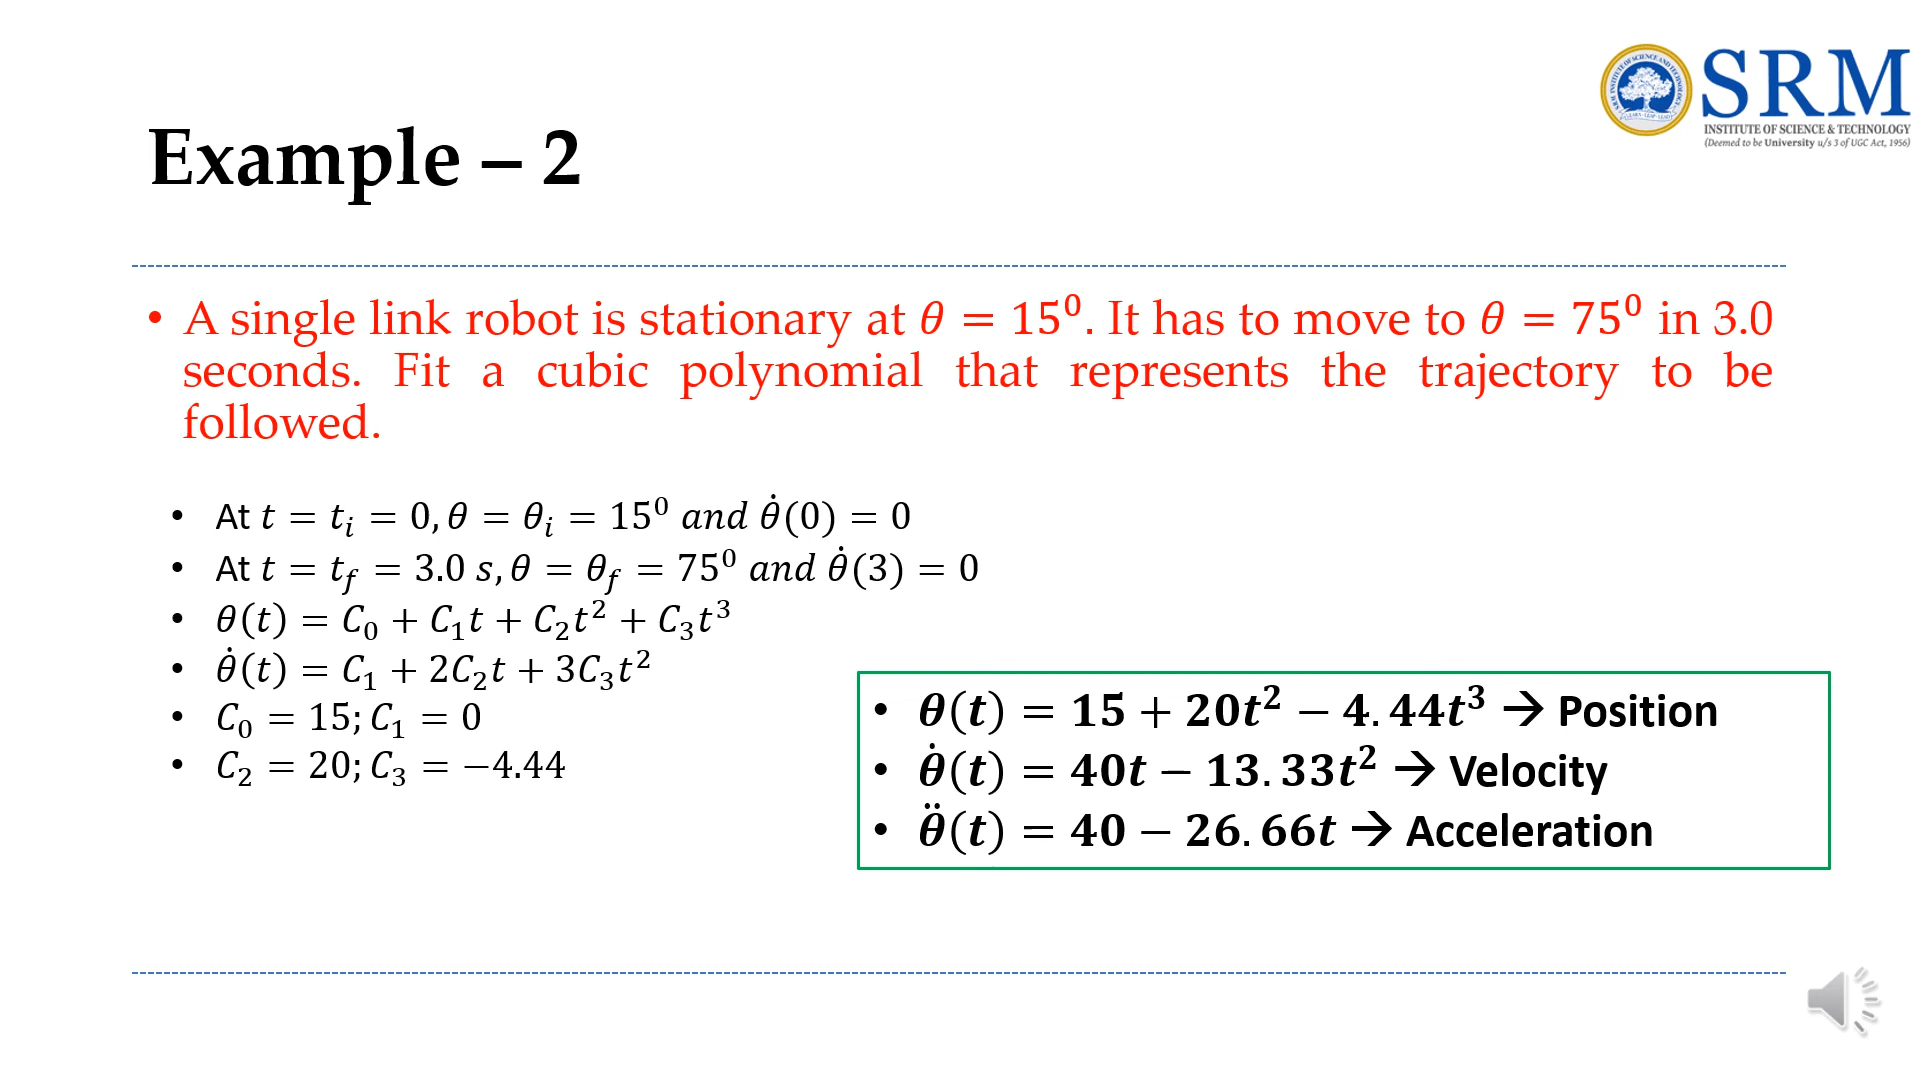 SRM
INSTITUTE OF SCIENCE & TECHNOLOGY
(Deemed to be University u/s 3 of UGC Act, 1956)
Example – 2
• A single link robot is stationary at θ = 15⁰. It has to move to θ = 75⁰ in 3.0
seconds. Fit a cubic polynomial that represents the trajectory to be
followed.
• At t = tᵢ = 0, θ = θᵢ = 15⁰ and θ̇(0) = 0
• At t = t_f = 3.0 s, θ = θ_f = 75⁰ and θ̇(3) = 0
• θ(t) = C₀ + C₁t + C₂t² + C₃t³
• θ̇(t) = C₁ + 2C₂t + 3C₃t²
• C₀ = 15; C₁ = 0
• C₂ = 20; C₃ = −4.44
• θ(t) = 15 + 20t² − 4.44t³ → Position
• θ̇(t) = 40t − 13.33t² → Velocity
• θ̈(t) = 40 − 26.66t → Acceleration